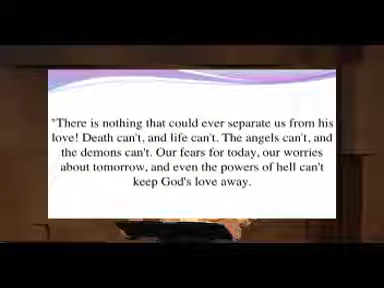 "There is nothing that could ever separate us from his
love! Death can't, and life can't. The angels can't, and
the demons can't. Our fears for today, our worries
about tomorrow, and even the powers of hell can't
keep God's love away.